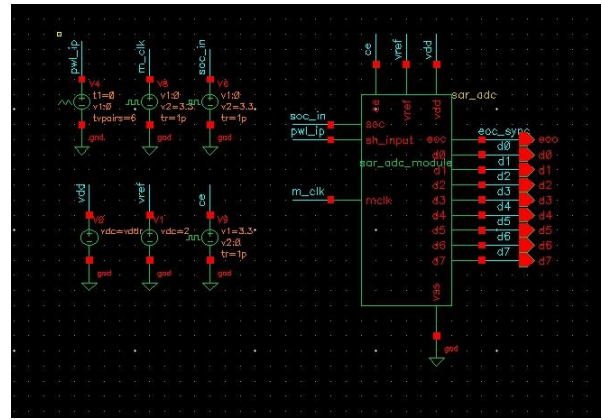 pwl_ip
V4
t1=0
v1:0
tvpairs=6
gnd
m_clk
V8
v1:0
v2=3.3
tr=1p
gnd
soc_in
V6
v1:0
v2=3.3
tr=1p
gnd
vdd
V0
vdc=vdd
gnd
vref
V1
vdc=2
gnd
ce
V9
v1=3.3
v2:0
tr=1p
gnd
ce
vref
vdd
sar_adc
ce
vref
vdd
soc_in
soc
pwl_ip
sh_input
sar_adc_module
m_clk
mclk
eoc
eoc_sync
d0
d0
d0
d1
d1
d1
d2
d2
d2
d3
d3
d3
d4
d4
d4
d5
d5
d5
d6
d6
d6
d7
d7
d7
vss
gnd